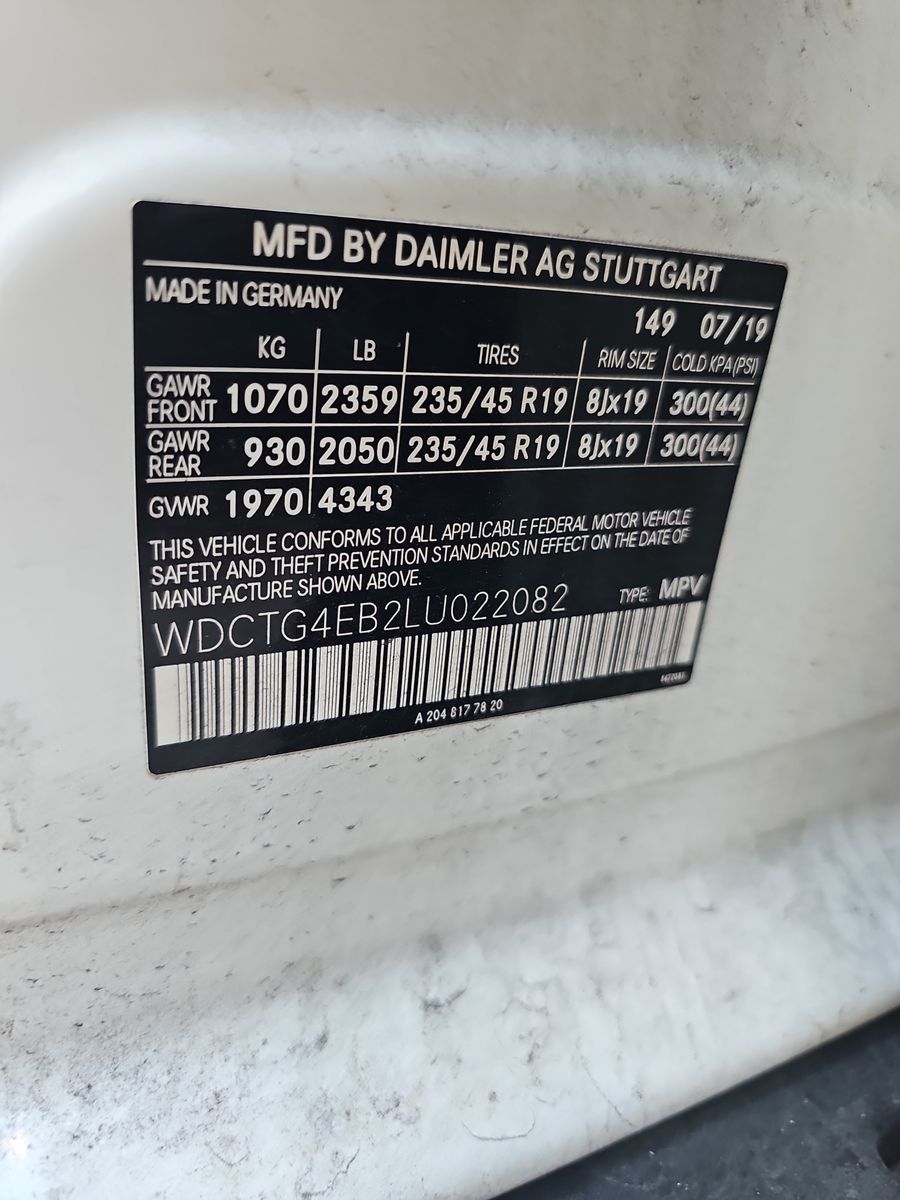 MFD BY DAIMLER AG STUTTGART
MADE IN GERMANY
149 07/19
KG LB TIRES RIM SIZE COLD KPA(PSI)
GAWR FRONT 1070 2359 235/45 R19 8Jx19 300(44)
GAWR REAR 930 2050 235/45 R19 8Jx19 300(44)
GVWR 1970 4343
THIS VEHICLE CONFORMS TO ALL APPLICABLE FEDERAL MOTOR VEHICLE
SAFETY AND THEFT PREVENTION STANDARDS IN EFFECT ON THE DATE OF
MANUFACTURE SHOWN ABOVE.
WDCTG4EB2LU022082 TYPE: MPV
A 204 817 78 20